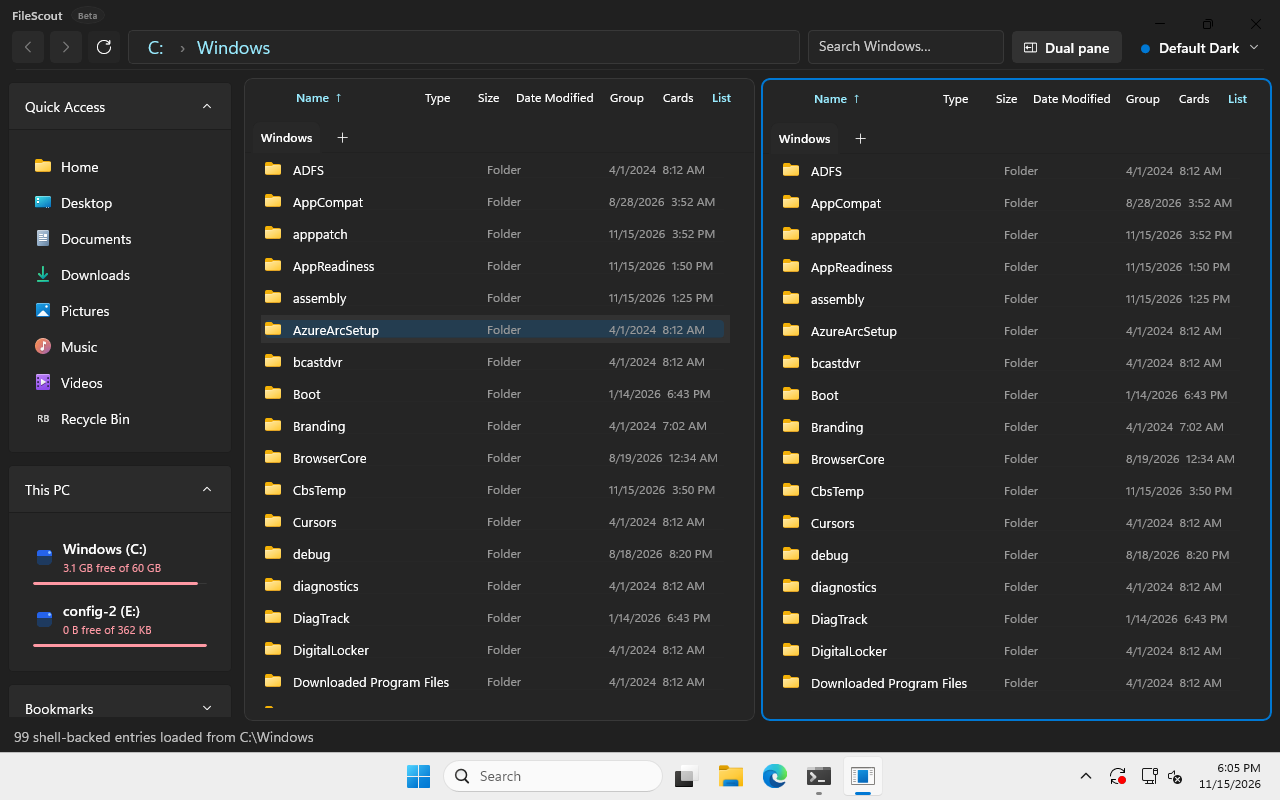 FileScout Beta
C: › Windows
Search Windows...
Dual pane
Default Dark
Quick Access
Home
Desktop
Documents
Downloads
Pictures
Music
Videos
RB Recycle Bin
This PC
Windows (C:)
3.1 GB free of 60 GB
config-2 (E:)
0 B free of 362 KB
Bookmarks
Name ↑ Type Size Date Modified Group Cards List
Windows +
ADFS Folder 4/1/2024 8:12 AM
AppCompat Folder 8/28/2026 3:52 AM
apppatch Folder 11/15/2026 3:52 PM
AppReadiness Folder 11/15/2026 1:50 PM
assembly Folder 11/15/2026 1:25 PM
AzureArcSetup Folder 4/1/2024 8:12 AM
bcastdvr Folder 4/1/2024 8:12 AM
Boot Folder 1/14/2026 6:43 PM
Branding Folder 4/1/2024 7:02 AM
BrowserCore Folder 8/19/2026 12:34 AM
CbsTemp Folder 11/15/2026 3:50 PM
Cursors Folder 4/1/2024 8:12 AM
debug Folder 8/18/2026 8:20 PM
diagnostics Folder 4/1/2024 8:12 AM
DiagTrack Folder 1/14/2026 6:43 PM
DigitalLocker Folder 4/1/2024 8:12 AM
Downloaded Program Files Folder 4/1/2024 8:12 AM
Name ↑ Type Size Date Modified Group Cards List
Windows +
ADFS Folder 4/1/2024 8:12 AM
AppCompat Folder 8/28/2026 3:52 AM
apppatch Folder 11/15/2026 3:52 PM
AppReadiness Folder 11/15/2026 1:50 PM
assembly Folder 11/15/2026 1:25 PM
AzureArcSetup Folder 4/1/2024 8:12 AM
bcastdvr Folder 4/1/2024 8:12 AM
Boot Folder 1/14/2026 6:43 PM
Branding Folder 4/1/2024 7:02 AM
BrowserCore Folder 8/19/2026 12:34 AM
CbsTemp Folder 11/15/2026 3:50 PM
Cursors Folder 4/1/2024 8:12 AM
debug Folder 8/18/2026 8:20 PM
diagnostics Folder 4/1/2024 8:12 AM
DiagTrack Folder 1/14/2026 6:43 PM
DigitalLocker Folder 4/1/2024 8:12 AM
Downloaded Program Files Folder 4/1/2024 8:12 AM
99 shell-backed entries loaded from C:\Windows
Search
6:05 PM
11/15/2026